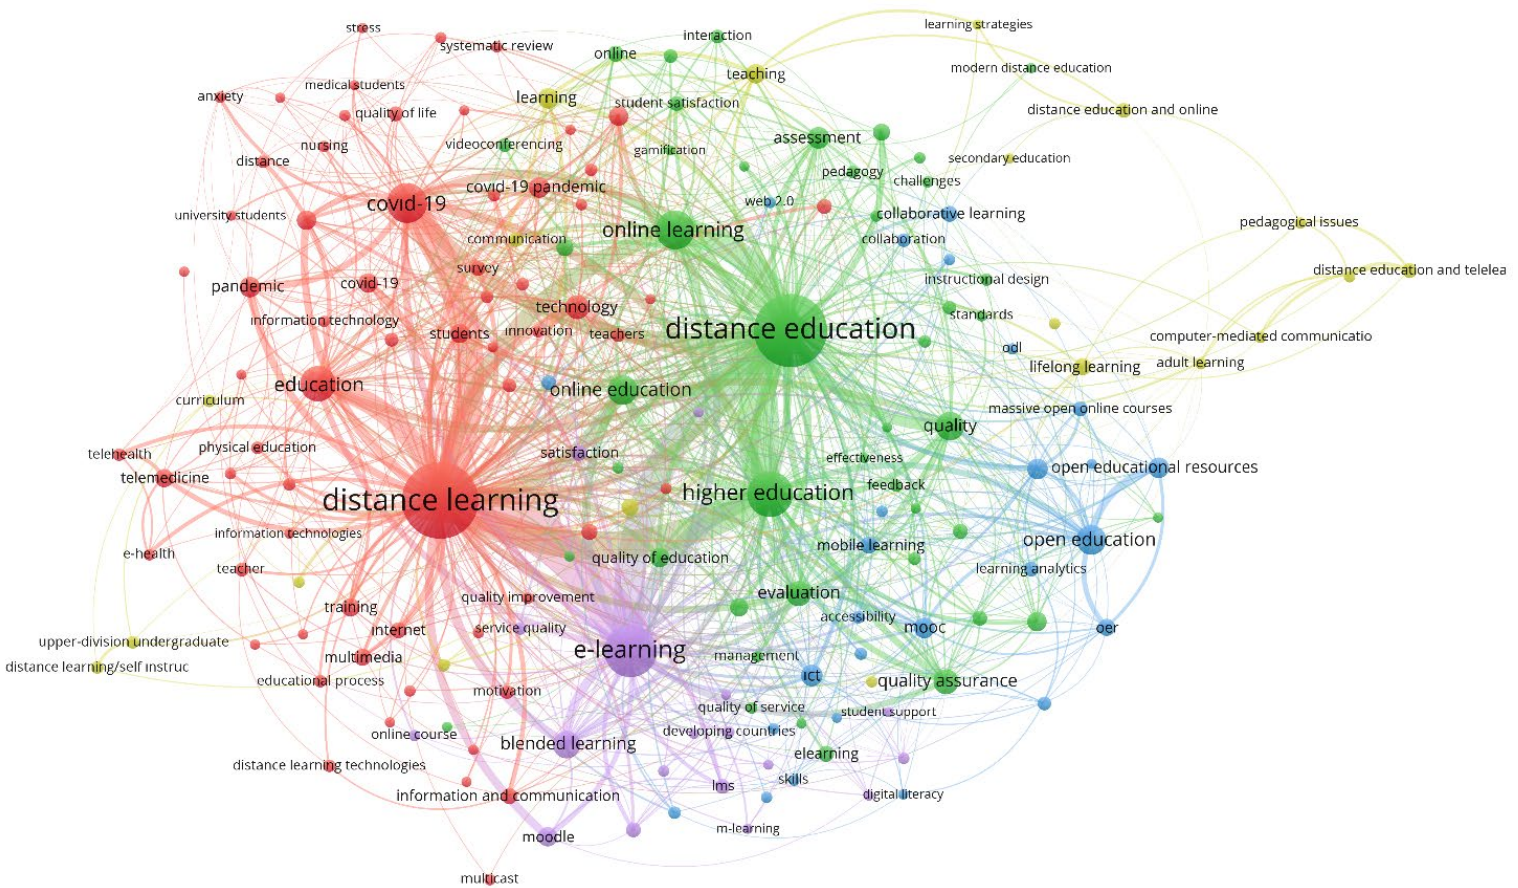 learning strategies
stress
interaction
systematic review
online
modern distance education
teaching
medical students
anxiety
learning
student satisfaction
distance education and online
quality of life
assessment
nursing
videoconferencing
gamification
secondary education
distance
pedagogy
challenges
covid-19 pandemic
covid-19
web 2.0
university students
collaborative learning
pedagogical issues
online learning
communication
collaboration
survey
distance education and telelea
pandemic
covid-19
instructional design
technology
standards
information technology
students
innovation
teachers
distance education
computer-mediated communicatio
odl
adult learning
lifelong learning
education
online education
curriculum
massive open online courses
quality
physical education
telehealth
satisfaction
effectiveness
open educational resources
telemedicine
feedback
distance learning
higher education
information technologies
open education
e-health
mobile learning
quality of education
teacher
learning analytics
evaluation
quality improvement
training
accessibility
internet
service quality
mooc
oer
upper-division undergraduate
e-learning
multimedia
management
distance learning/self instruc
educational process
ict
quality assurance
motivation
quality of service
student support
online course
developing countries
blended learning
elearning
distance learning technologies
skills
lms
information and communication
digital literacy
m-learning
moodle
multicast